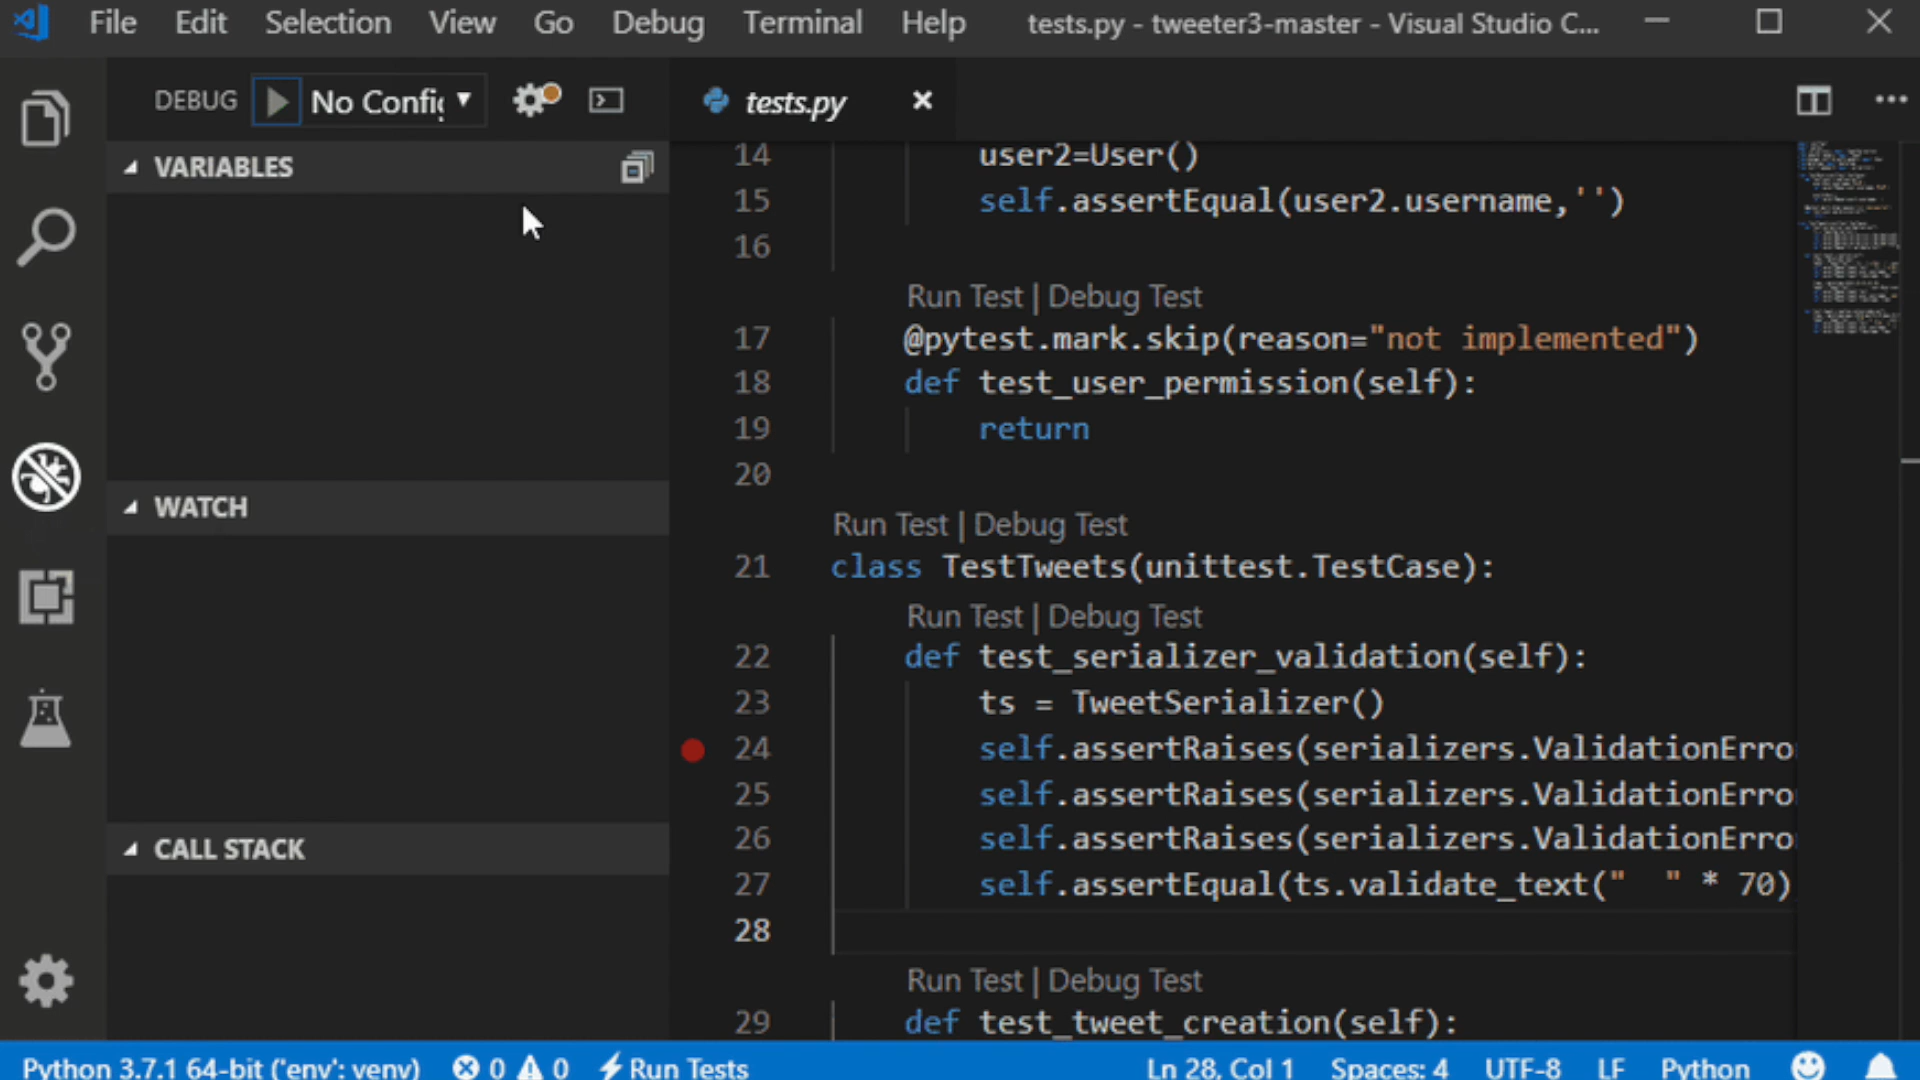 File Edit Selection View Go Debug Terminal Help tests.py - tweeter3-master - Visual Studio C...
DEBUG No Config
tests.py
VARIABLES
WATCH
CALL STACK
14 user2=User()
15 self.assertEqual(user2.username,'')
16
Run Test | Debug Test
17 @pytest.mark.skip(reason="not implemented")
18 def test_user_permission(self):
19 return
20
Run Test | Debug Test
21 class TestTweets(unittest.TestCase):
Run Test | Debug Test
22 def test_serializer_validation(self):
23 ts = TweetSerializer()
24 self.assertRaises(serializers.ValidationErro
25 self.assertRaises(serializers.ValidationErro
26 self.assertRaises(serializers.ValidationErro
27 self.assertEqual(ts.validate_text("  " * 70)
28
Run Test | Debug Test
29 def test_tweet_creation(self):
Python 3.7.1 64-bit ('env': venv) 0 0 Run Tests Ln 28, Col 1 Spaces: 4 UTF-8 LF Python